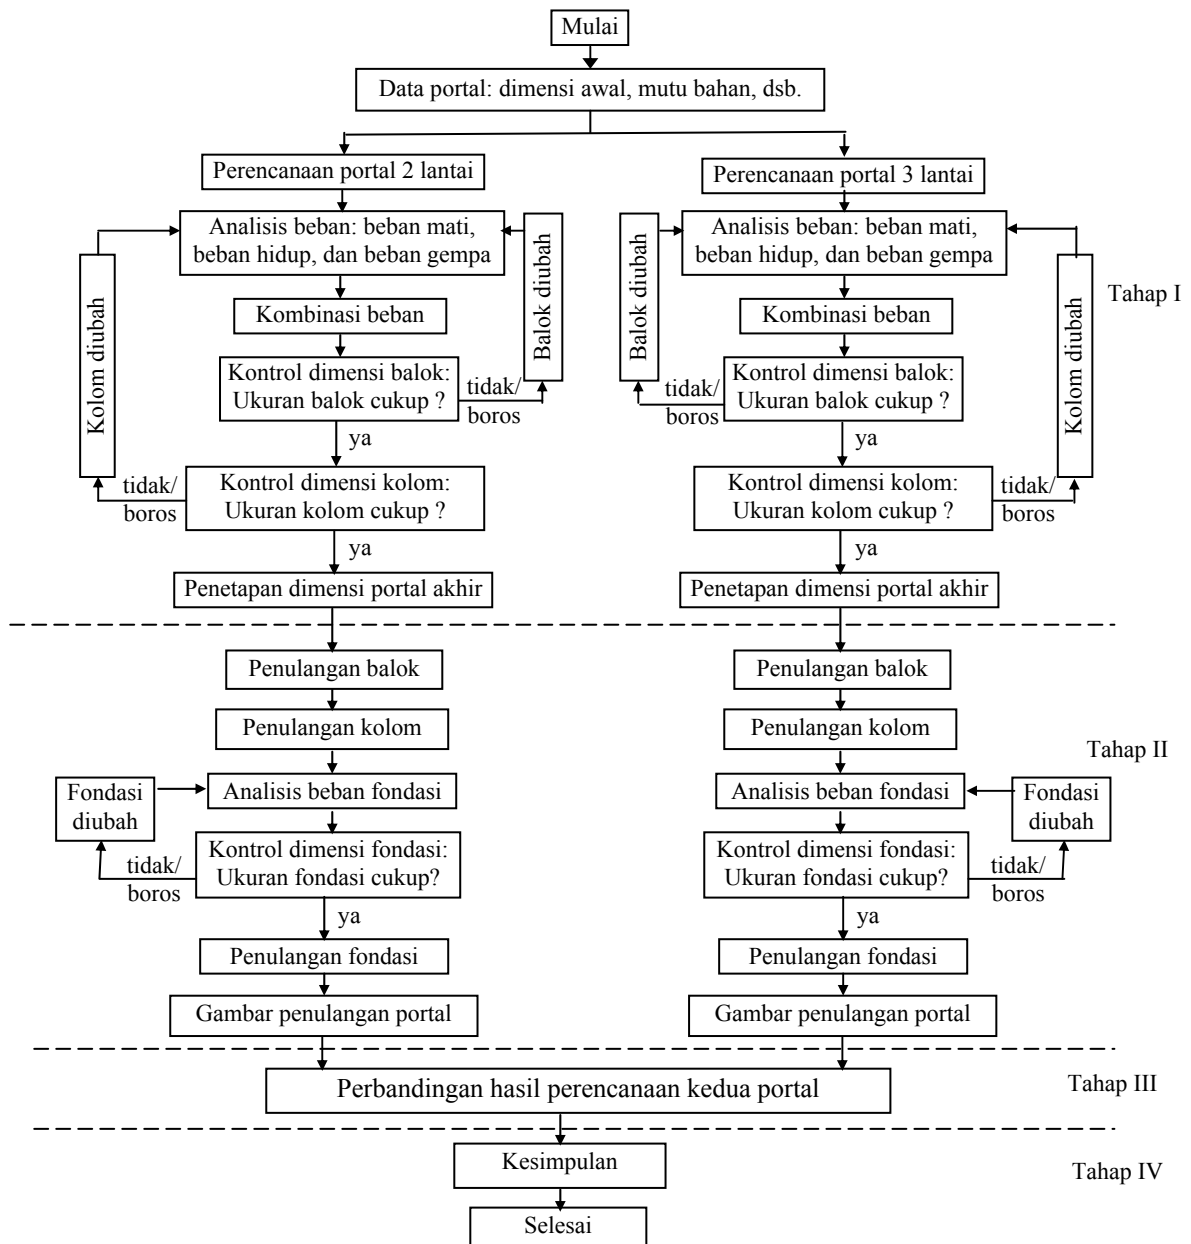 Mulai
Data portal: dimensi awal, mutu bahan, dsb.
Perencanaan portal 2 lantai
Perencanaan portal 3 lantai
Analisis beban: beban mati,
beban hidup, dan beban gempa
Balok diubah
Kolom diubah
Kombinasi beban
Kontrol dimensi balok:
Ukuran balok cukup ?
tidak/
boros
ya
Kontrol dimensi kolom:
Ukuran kolom cukup ?
tidak/
boros
ya
Penetapan dimensi portal akhir
Analisis beban: beban mati,
beban hidup, dan beban gempa
Balok diubah
Kolom diubah
Kombinasi beban
Kontrol dimensi balok:
Ukuran balok cukup ?
tidak/
boros
ya
Kontrol dimensi kolom:
Ukuran kolom cukup ?
tidak/
boros
ya
Penetapan dimensi portal akhir
Tahap I
Penulangan balok
Penulangan kolom
Analisis beban fondasi
Fondasi
diubah
Kontrol dimensi fondasi:
Ukuran fondasi cukup?
tidak/
boros
ya
Penulangan fondasi
Gambar penulangan portal
Penulangan balok
Penulangan kolom
Analisis beban fondasi
Fondasi
diubah
Kontrol dimensi fondasi:
Ukuran fondasi cukup?
tidak/
boros
ya
Penulangan fondasi
Gambar penulangan portal
Tahap II
Perbandingan hasil perencanaan kedua portal
Tahap III
Kesimpulan
Tahap IV
Selesai